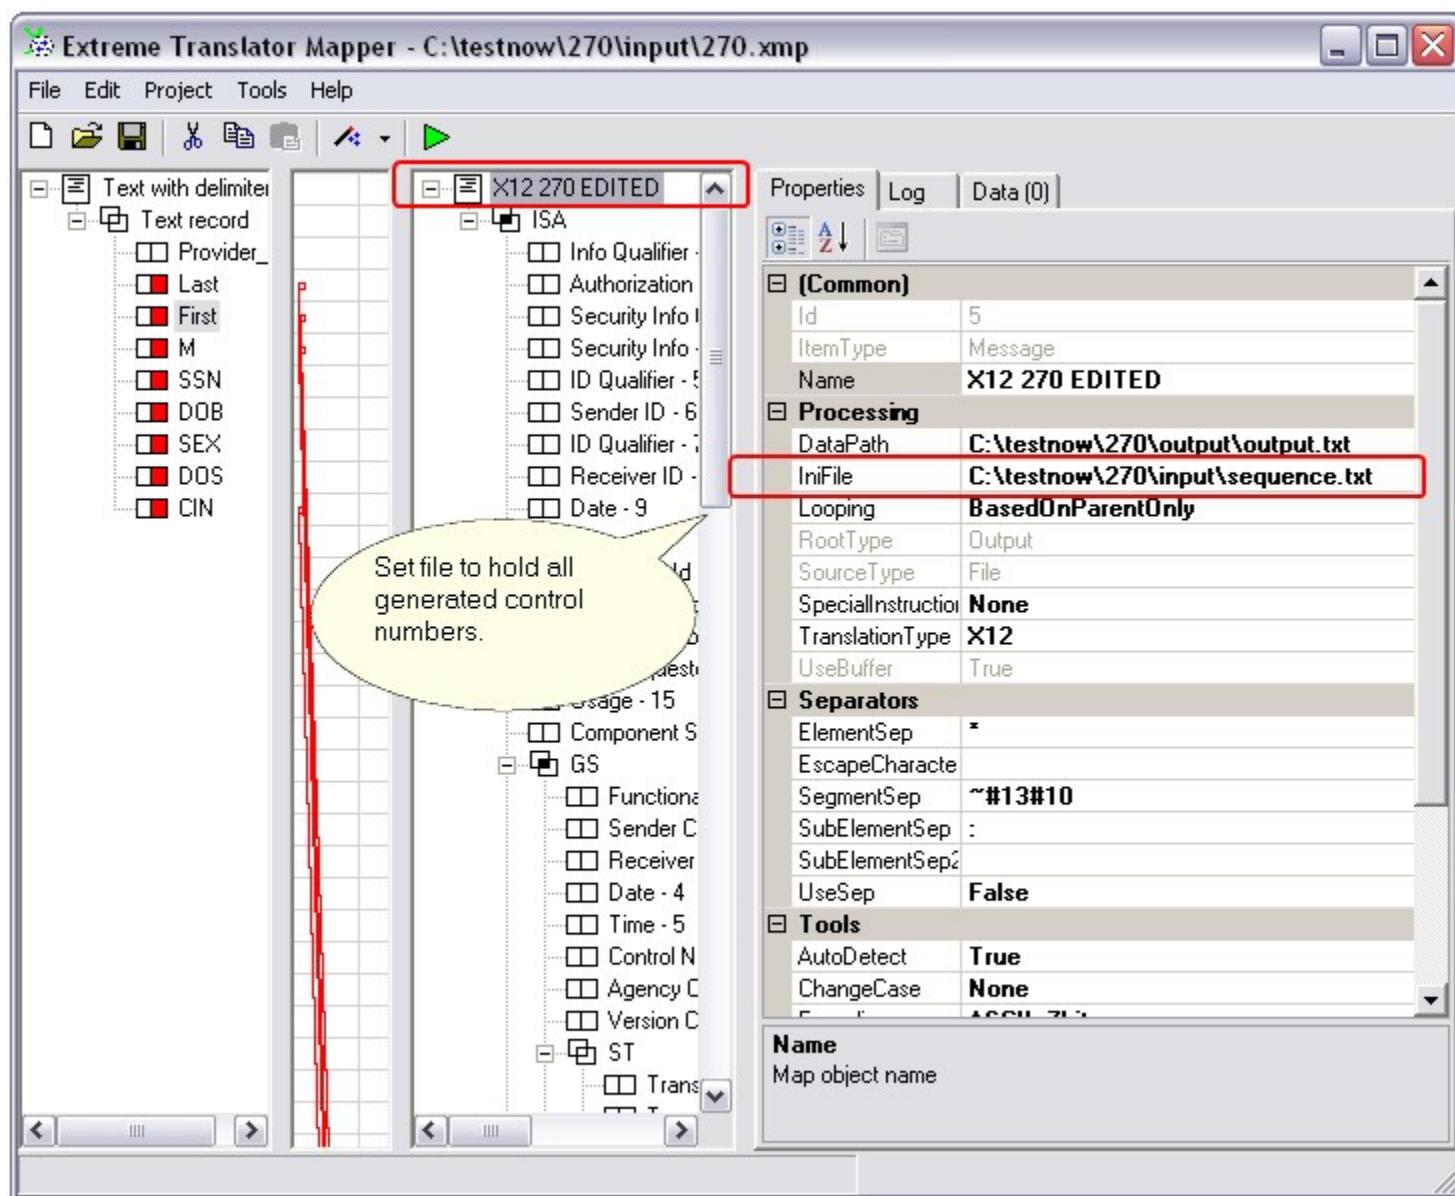 Extreme Translator Mapper - C:\testnow\270\input\270.xmp
File Edit Project Tools Help
Text with delimiter
Text record
Provider_
Last
First
M
SSN
DOB
SEX
DOS
CIN
X12 270 EDITED
ISA
Info Qualifier -
Authorization
Security Info
Security Info -
ID Qualifier - 5
Sender ID - 6
ID Qualifier - 7
Receiver ID -
Date - 9
Set file to hold all
generated control
numbers.
Usage - 15
Component S
GS
Functiona
Sender C
Receiver
Date - 4
Time - 5
Control N
Agency C
Version C
ST
Trans
Properties Log Data (0)
(Common)
Id 5
ItemType Message
Name X12 270 EDITED
Processing
DataPath C:\testnow\270\output\output.txt
IniFile C:\testnow\270\input\sequence.txt
Looping BasedOnParentOnly
RootType Output
SourceType File
SpecialInstruction None
TranslationType X12
UseBuffer True
Separators
ElementSep *
EscapeCharacte
SegmentSep ~#13#10
SubElementSep :
SubElementSep2
UseSep False
Tools
AutoDetect True
ChangeCase None
Name
Map object name